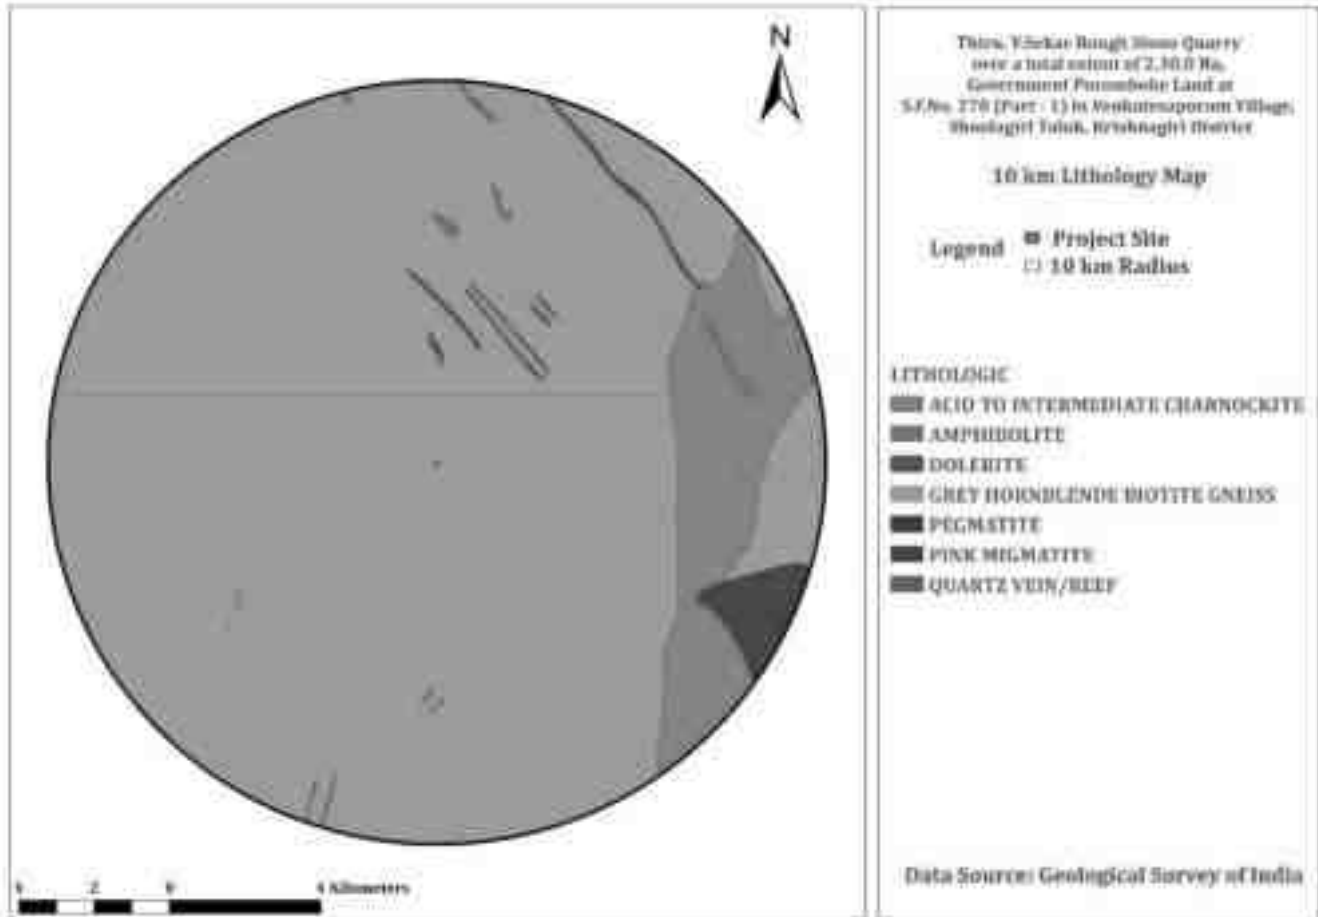 N
Thiru. V.Sekar Rough Stone Quarry
over a total extent of 2.30.0 Ha,
Government Poramboke Land at
S.F.No. 278 (Part - 1) in Venkatesapuram Village,
Shoolagiri Taluk, Krishnagiri District
10 km Lithology Map
Legend
Project Site
10 km Radius
LITHOLOGIC
ACID TO INTERMEDIATE CHARNOCKITE
AMPHIBOLITE
DOLERITE
GREY HORNBLENDE BIOTITE GNEISS
PEGMATITE
PINK MIGMATITE
QUARTZ VEIN/REEF
2 0 4 Kilometers
Data Source: Geological Survey of India